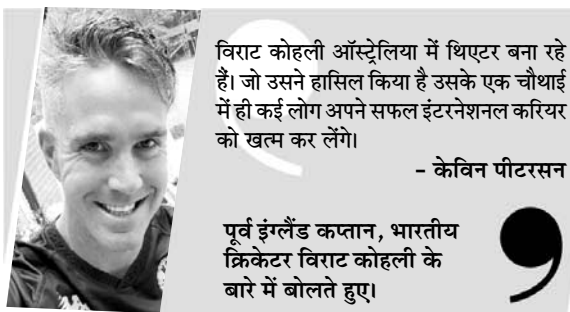 विराट कोहली ऑस्ट्रेलिया में थिएटर बना रहे
हैं। जो उसने हासिल किया है उसके एक चौथाई
में ही कई लोग अपने सफल इंटरनेशनल करियर
को खत्म कर लेंगे।
– केविन पीटरसन
पूर्व इंग्लैंड कप्तान, भारतीय
क्रिकेटर विराट कोहली के
बारे में बोलते हुए।